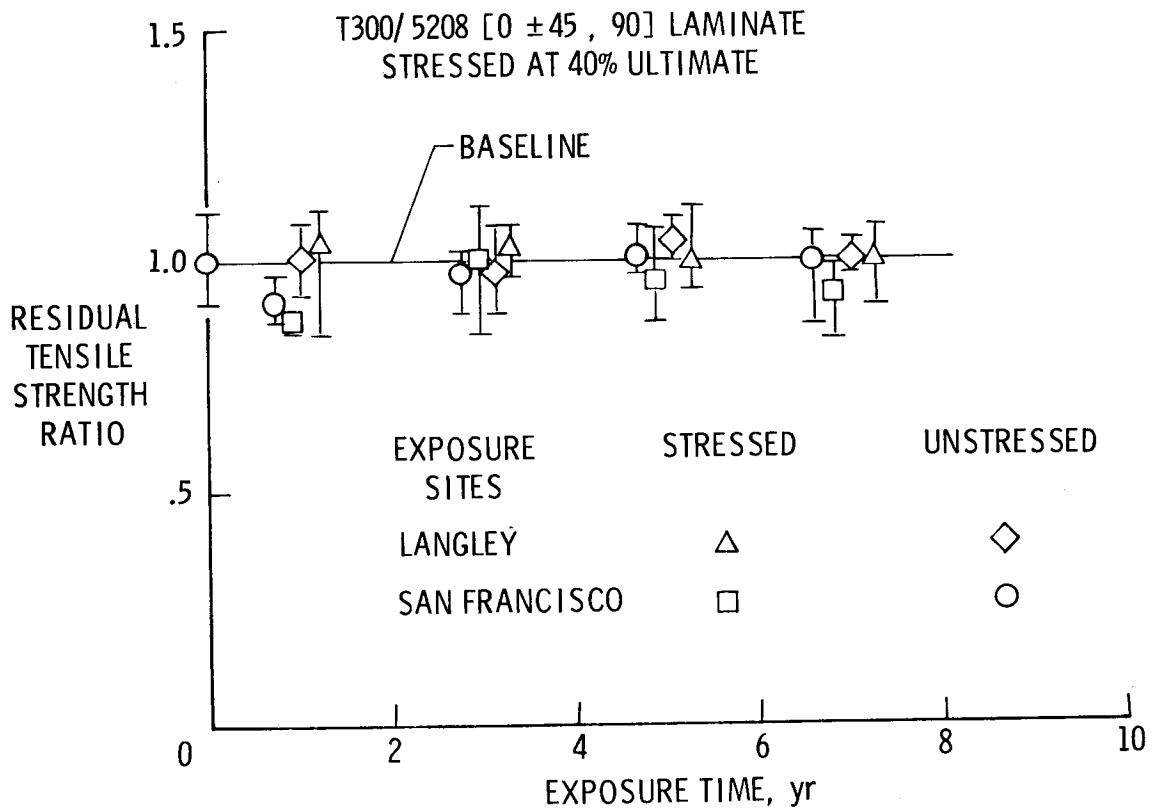 T300/5208 [0 ±45 , 90] LAMINATE
STRESSED AT 40% ULTIMATE
1.5
BASELINE
1.0
RESIDUAL
TENSILE
STRENGTH
RATIO
EXPOSURE
SITES
STRESSED
UNSTRESSED
.5
LANGLEY
SAN FRANCISCO
0
2
4
6
8
10
EXPOSURE TIME, yr